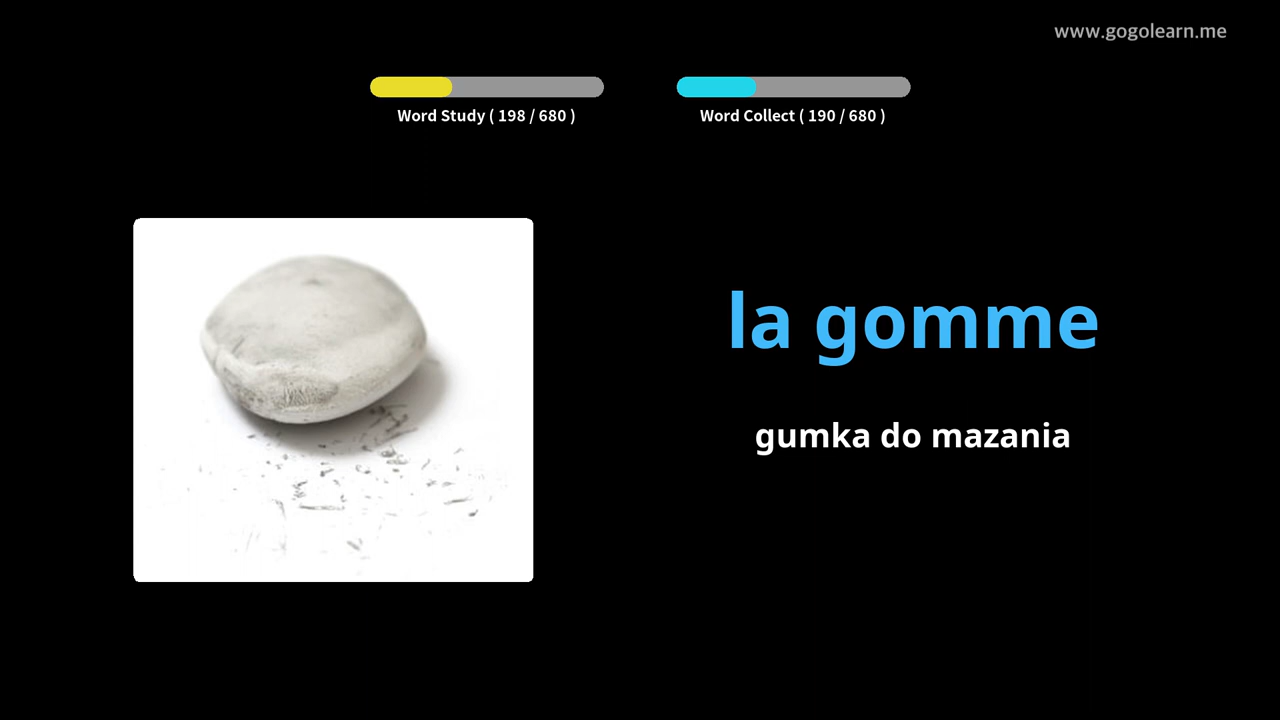 www.gogolearn.me
Word Study ( 198 / 680 )
Word Collect ( 190 / 680 )
la gomme
gumka do mazania